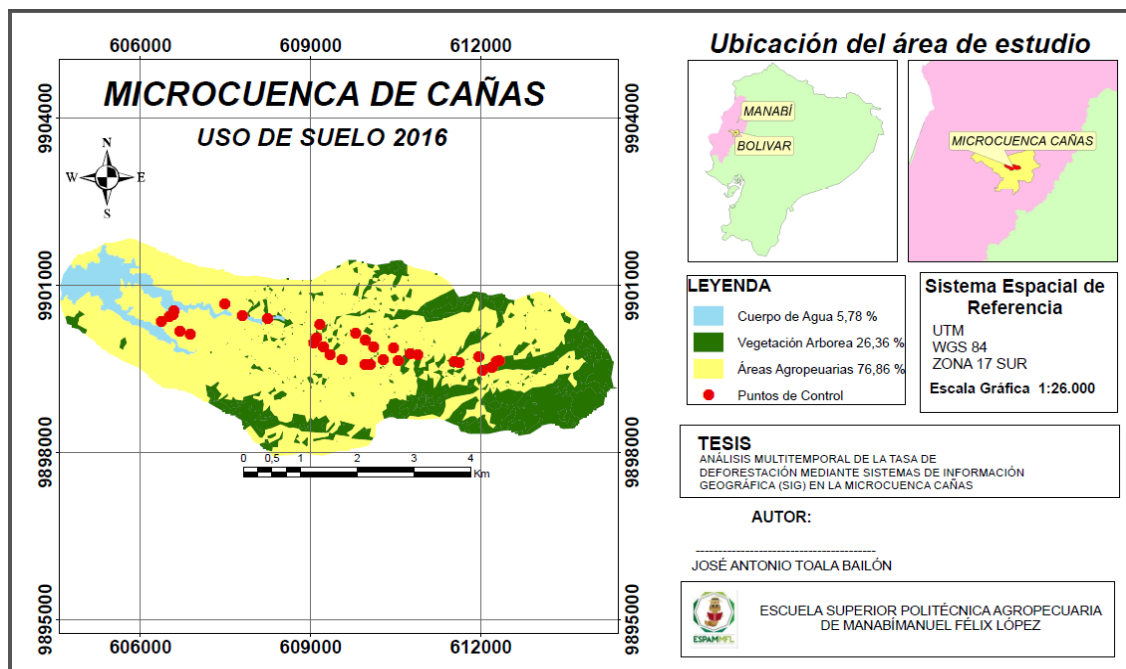 606000
609000
612000
MICROCUENCA DE CAÑAS
USO DE SUELO 2016
N
W
E
S
9904000
9901000
9898000
9895000
9904000
9901000
9898000
9895000
0 0,5 1 2 3 4
Km
606000
609000
612000
Ubicación del área de estudio
MANABÍ
BOLIVAR
MICROCUENCA CAÑAS
LEYENDA
Cuerpo de Agua 5,78 %
Vegetación Arborea 26,36 %
Áreas Agropeuarias 76,86 %
Puntos de Control
Sistema Espacial de
Referencia
UTM
WGS 84
ZONA 17 SUR
Escala Gráfica 1:26.000
TESIS
ANÁLISIS MULTITEMPORAL DE LA TASA DE
DEFORESTACIÓN MEDIANTE SISTEMAS DE INFORMACIÓN
GEOGRÁFICA (SIG) EN LA MICROCUENCA CAÑAS
AUTOR:
JOSÉ ANTONIO TOALA BAILÓN
ESPAMMFL
ESCUELA SUPERIOR POLITÉCNICA AGROPECUARIA
DE MANABÍMANUEL FÉLIX LÓPEZ